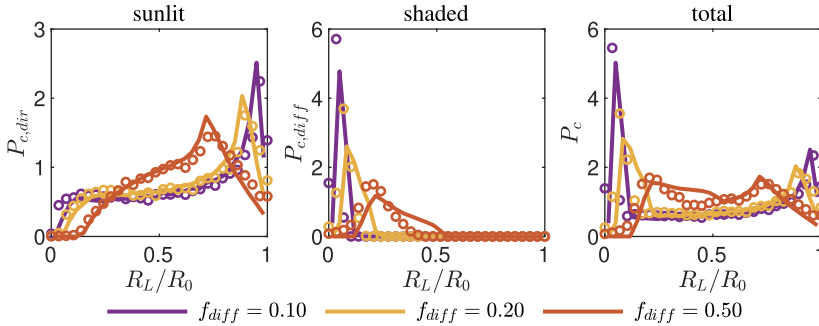 sunlit shaded total
3 6 6
2 4 4
1 2 2
0 0 0
P_{c,dir} P_{c,diff} P_c
0 0.5 1 0 0.5 1 0 0.5 1
R_L/R_0 R_L/R_0 R_L/R_0
f_{diff} = 0.10 f_{diff} = 0.20 f_{diff} = 0.50